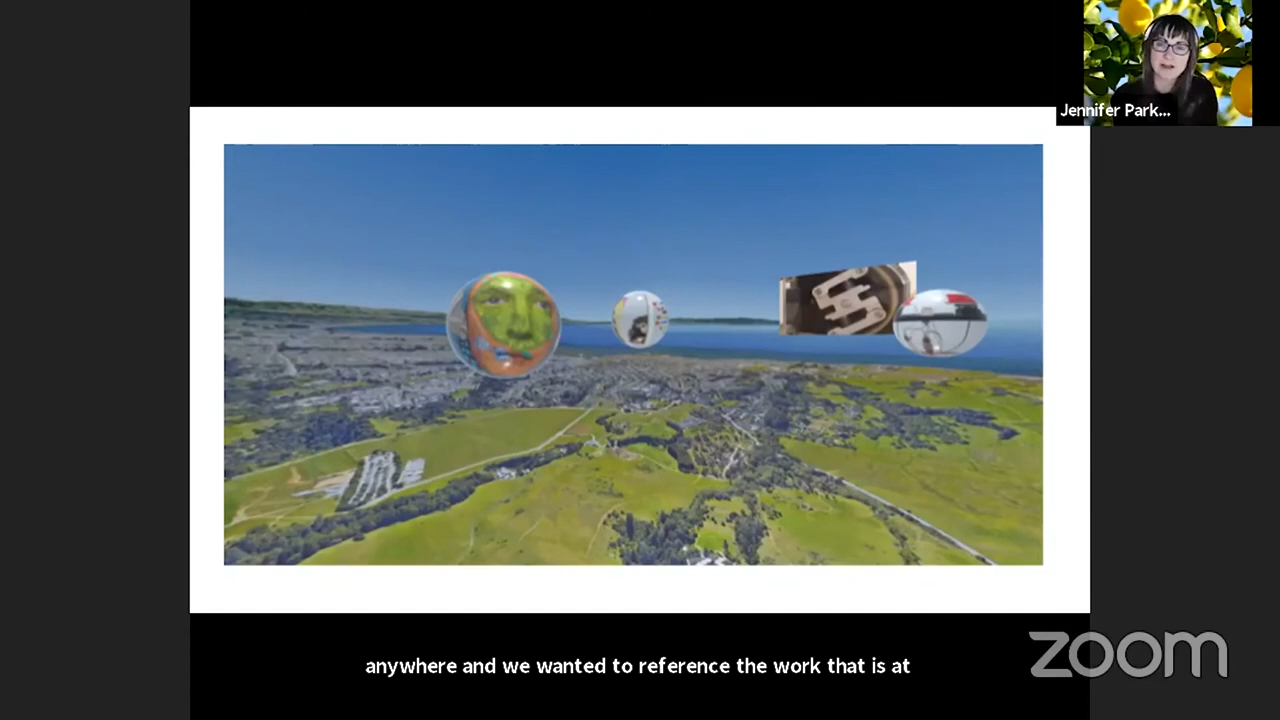 Jennifer Park...
anywhere and we wanted to reference the work that is at
zoom